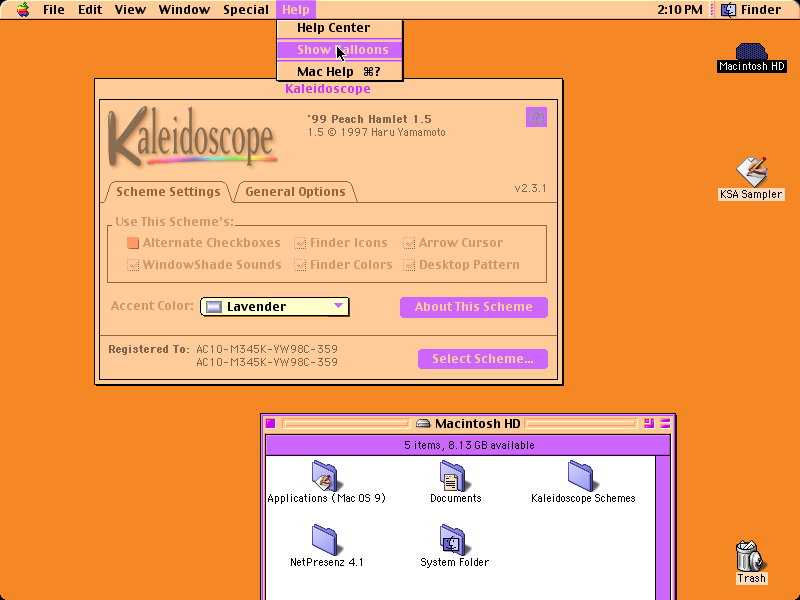 File Edit View Window Special Help 2:10 PM Finder
Help Center
Show Balloons
Mac Help ⌘?
Macintosh HD
Kaleidoscope
Kaleidoscope
'99 Peach Hamlet 1.5
1.5 © 1997 Haru Yamamoto
?
v2.3.1
Scheme Settings General Options
KSA Sampler
Use This Scheme's:
Alternate Checkboxes Finder Icons Arrow Cursor
WindowShade Sounds Finder Colors Desktop Pattern
Accent Color: Lavender About This Scheme
Registered To: AC10-M345K-VW98C-359
AC10-M345K-VW98C-359
Select Scheme...
Macintosh HD
5 items, 8.13 GB available
Applications (Mac OS 9) Documents Kaleidoscope Schemes
NetPresenz 4.1 System Folder
Trash